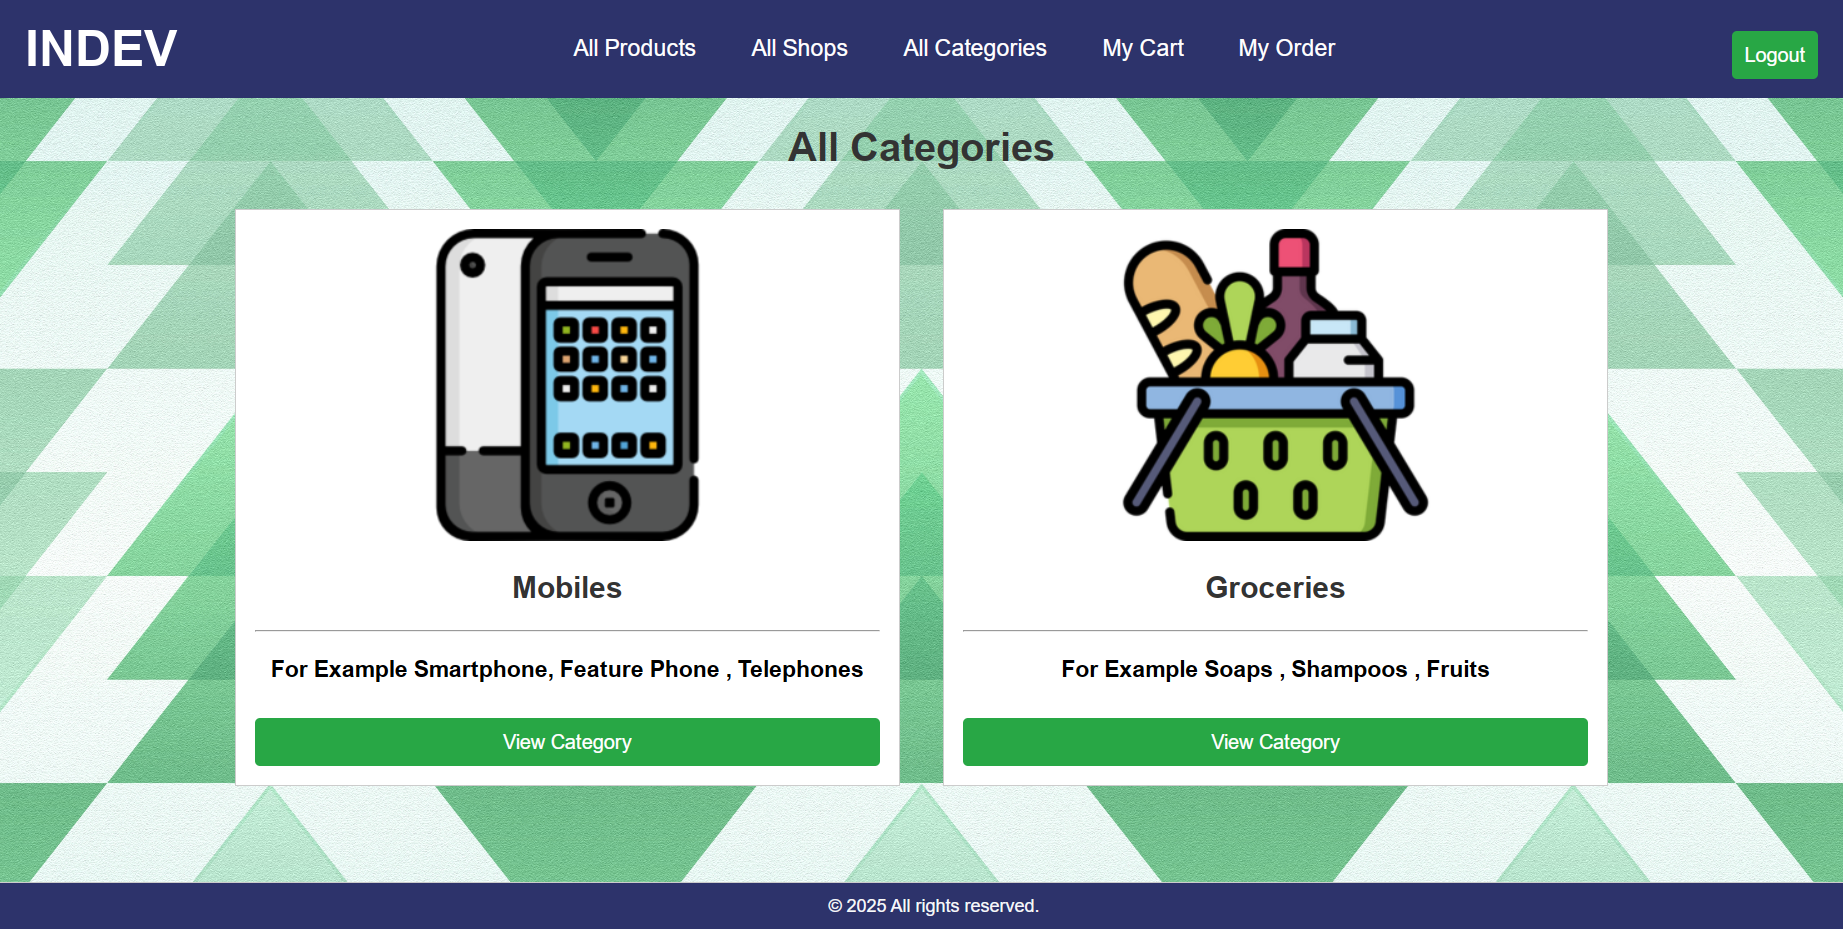 INDEV
All Products
All Shops
All Categories
My Cart
My Order
Logout
All Categories
Mobiles
For Example Smartphone, Feature Phone , Telephones
View Category
Groceries
For Example Soaps , Shampoos , Fruits
View Category
© 2025 All rights reserved.